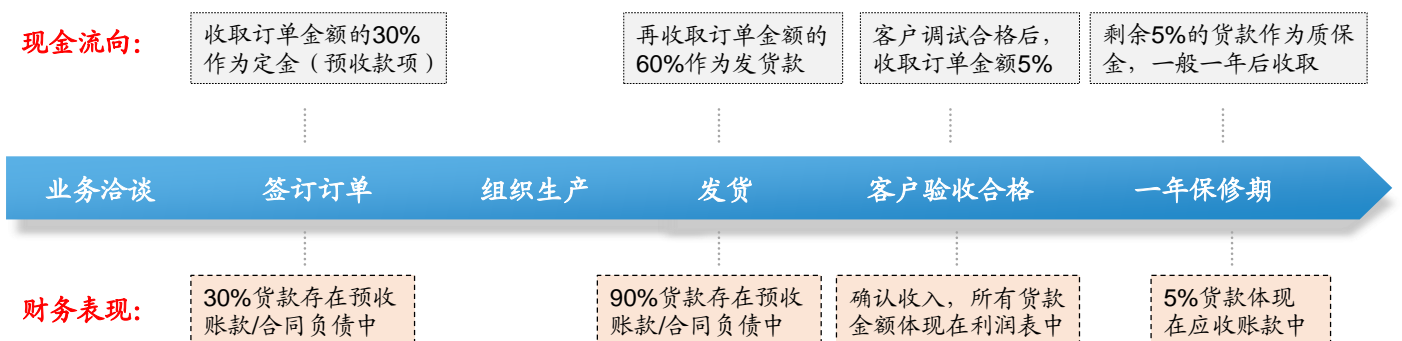 现金流向：
收取订单金额的30%
作为定金（预收款项）
再收取订单金额的
60%作为发货款
客户调试合格后，
收取订单金额5%
剩余5%的货款作为质保
金，一般一年后收取
业务洽谈
签订订单
组织生产
发货
客户验收合格
一年保修期
财务表现：
30%货款存在预收
账款/合同负债中
90%货款存在预收
账款/合同负债中
确认收入，所有货款
金额体现在利润表中
5%货款体现
在应收账款中